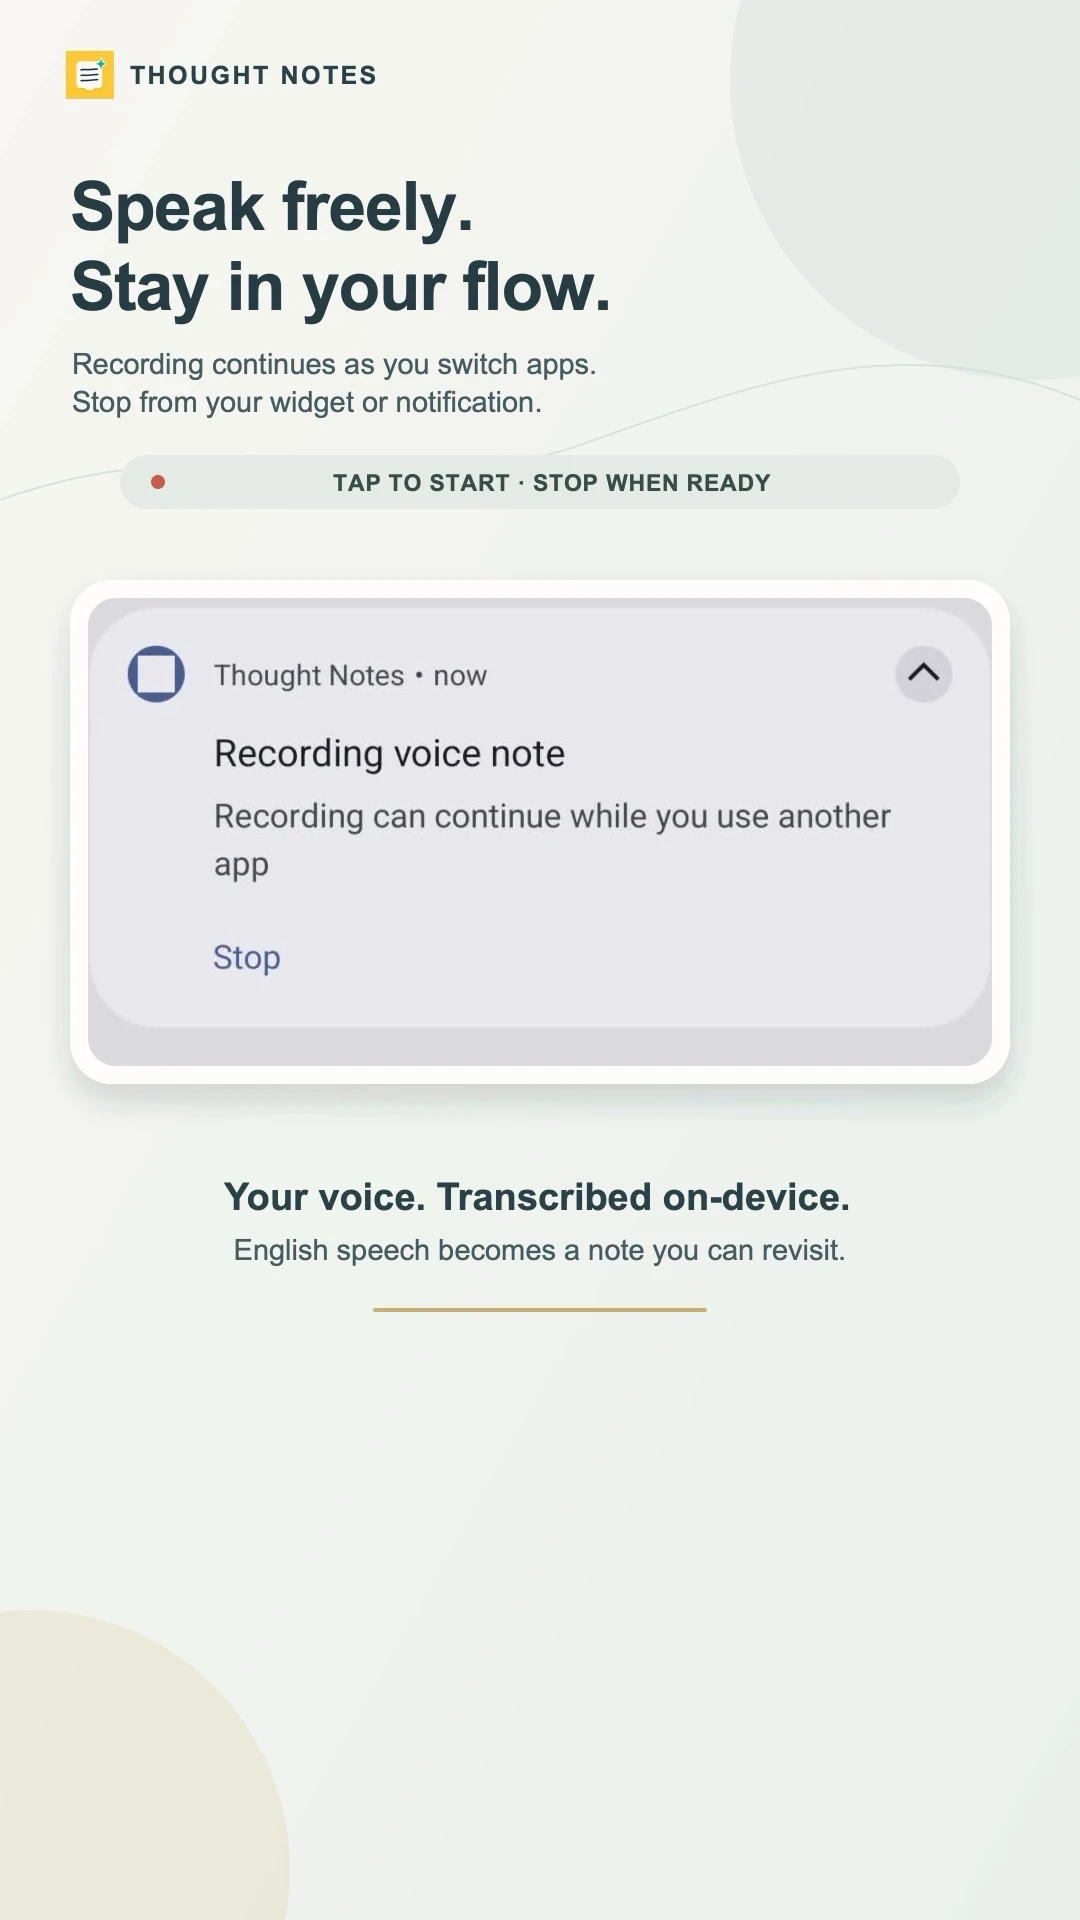 THOUGHT NOTES
Speak freely.
Stay in your flow.
Recording continues as you switch apps.
Stop from your widget or notification.
TAP TO START · STOP WHEN READY
Thought Notes • now
Recording voice note
Recording can continue while you use another
app
Stop
Your voice. Transcribed on-device.
English speech becomes a note you can revisit.